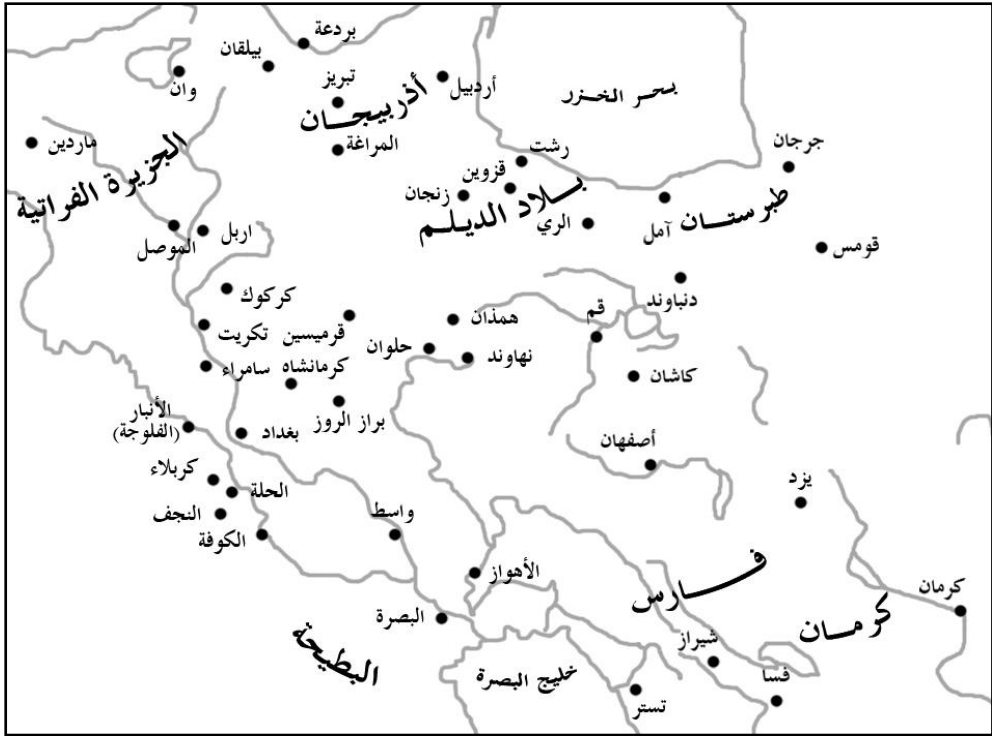 بردعة
بيلقان
وان
تبريز
أردبيل
أذربيجان
بحر الخزر
المراغة
ماردين
الجزيرة الفراتية
رشت
جرجان
قزوين
زنجان
بلاد الديلم
الري
آمل
طبرستان
قومس
اربل
الموصل
كركوك
دنباوند
قم
همذان
قرميسين
تكريت
حلوان
نهاوند
كرمانشاه
سامراء
كاشان
براز الروز
الأنبار
(الفلوجة)
بغداد
أصفهان
كربلاء
الحلة
يزد
النجف
الكوفة
واسط
الأهواز
فارس
كرمان
كرمان
البصرة
البطيحة
شيراز
خليج البصرة
فسا
تستر